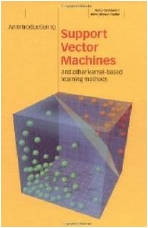 An Introduction to
Support
Vector
Machines
and other kernel-based
learning methods